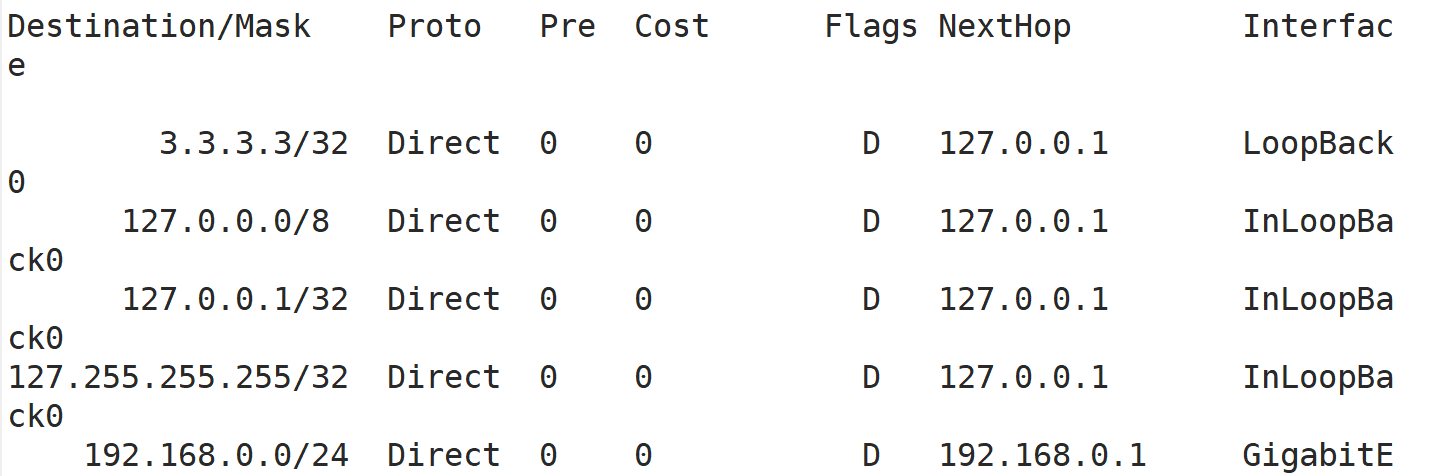 Destination/Mask    Proto   Pre  Cost      Flags NextHop         Interfac
e
        3.3.3.3/32  Direct  0    0           D   127.0.0.1       LoopBack
0
      127.0.0.0/8   Direct  0    0           D   127.0.0.1       InLoopBa
ck0
      127.0.0.1/32  Direct  0    0           D   127.0.0.1       InLoopBa
ck0
127.255.255.255/32  Direct  0    0           D   127.0.0.1       InLoopBa
ck0
    192.168.0.0/24  Direct  0    0           D   192.168.0.1     GigabitE